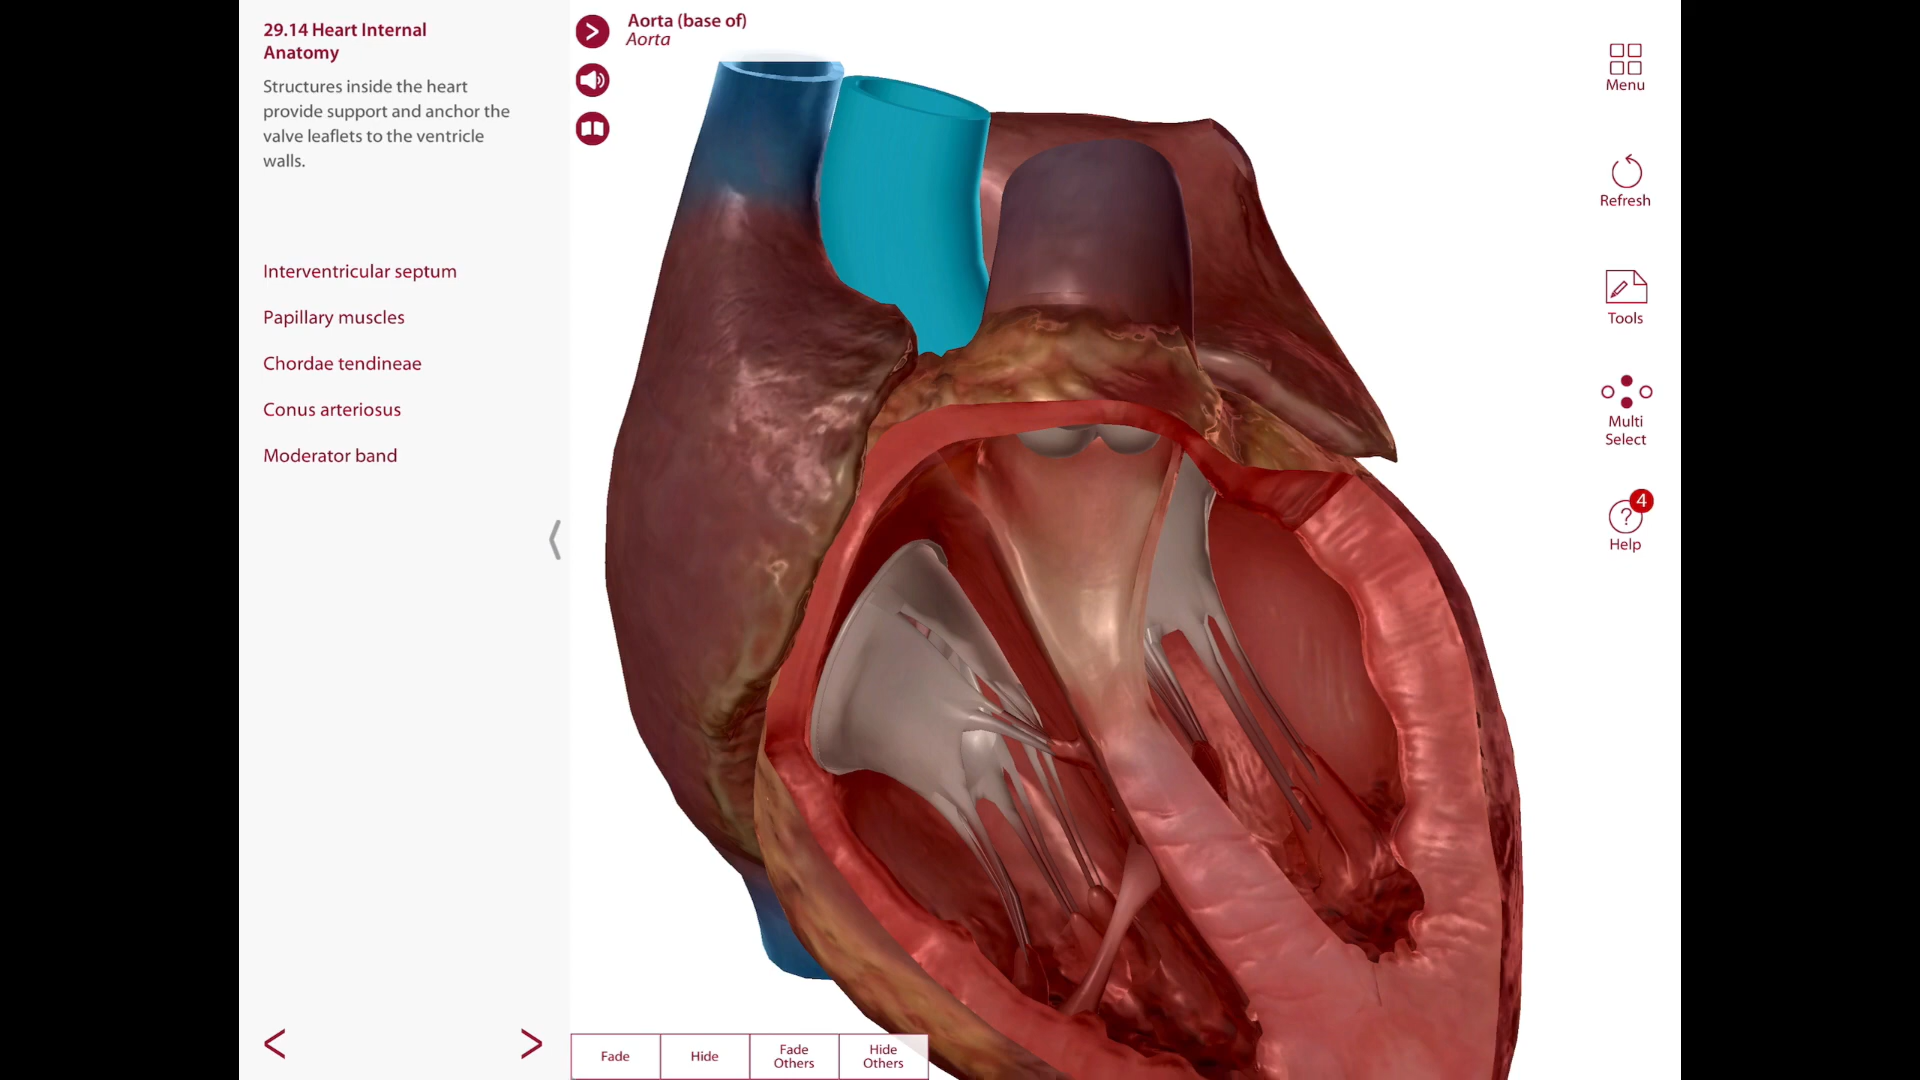 29.14 Heart Internal
Anatomy
Structures inside the heart
provide support and anchor the
valve leaflets to the ventricle
walls.
Interventricular septum
Papillary muscles
Chordae tendineae
Conus arteriosus
Moderator band
Aorta (base of)
Aorta
Menu
Refresh
Tools
Multi
Select
4
?
Help
Fade
Hide
Fade
Others
Hide
Others